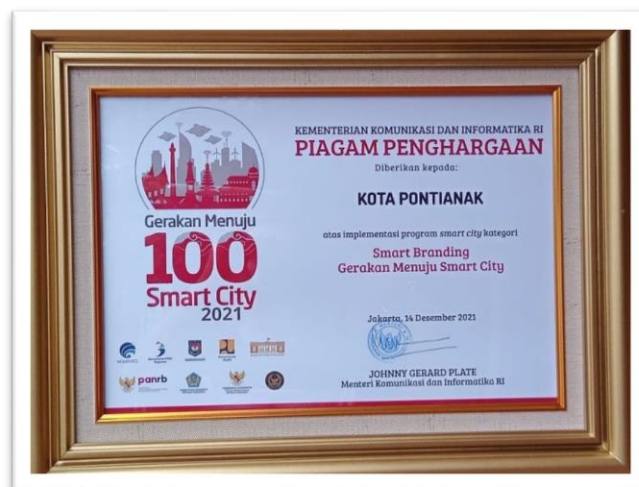 Gerakan Menuju
100
Smart City
2021
panrb
KEMENTERIAN KOMUNIKASI DAN INFORMATIKA RI
PIAGAM PENGHARGAAN
Diberikan kepada:
KOTA PONTIANAK
atas implementasi program smart city kategori
Smart Branding
Gerakan Menuju Smart City
Jakarta, 14 Desember 2021
JOHNNY GERARD PLATE
Menteri Komunikasi dan Informatika RI